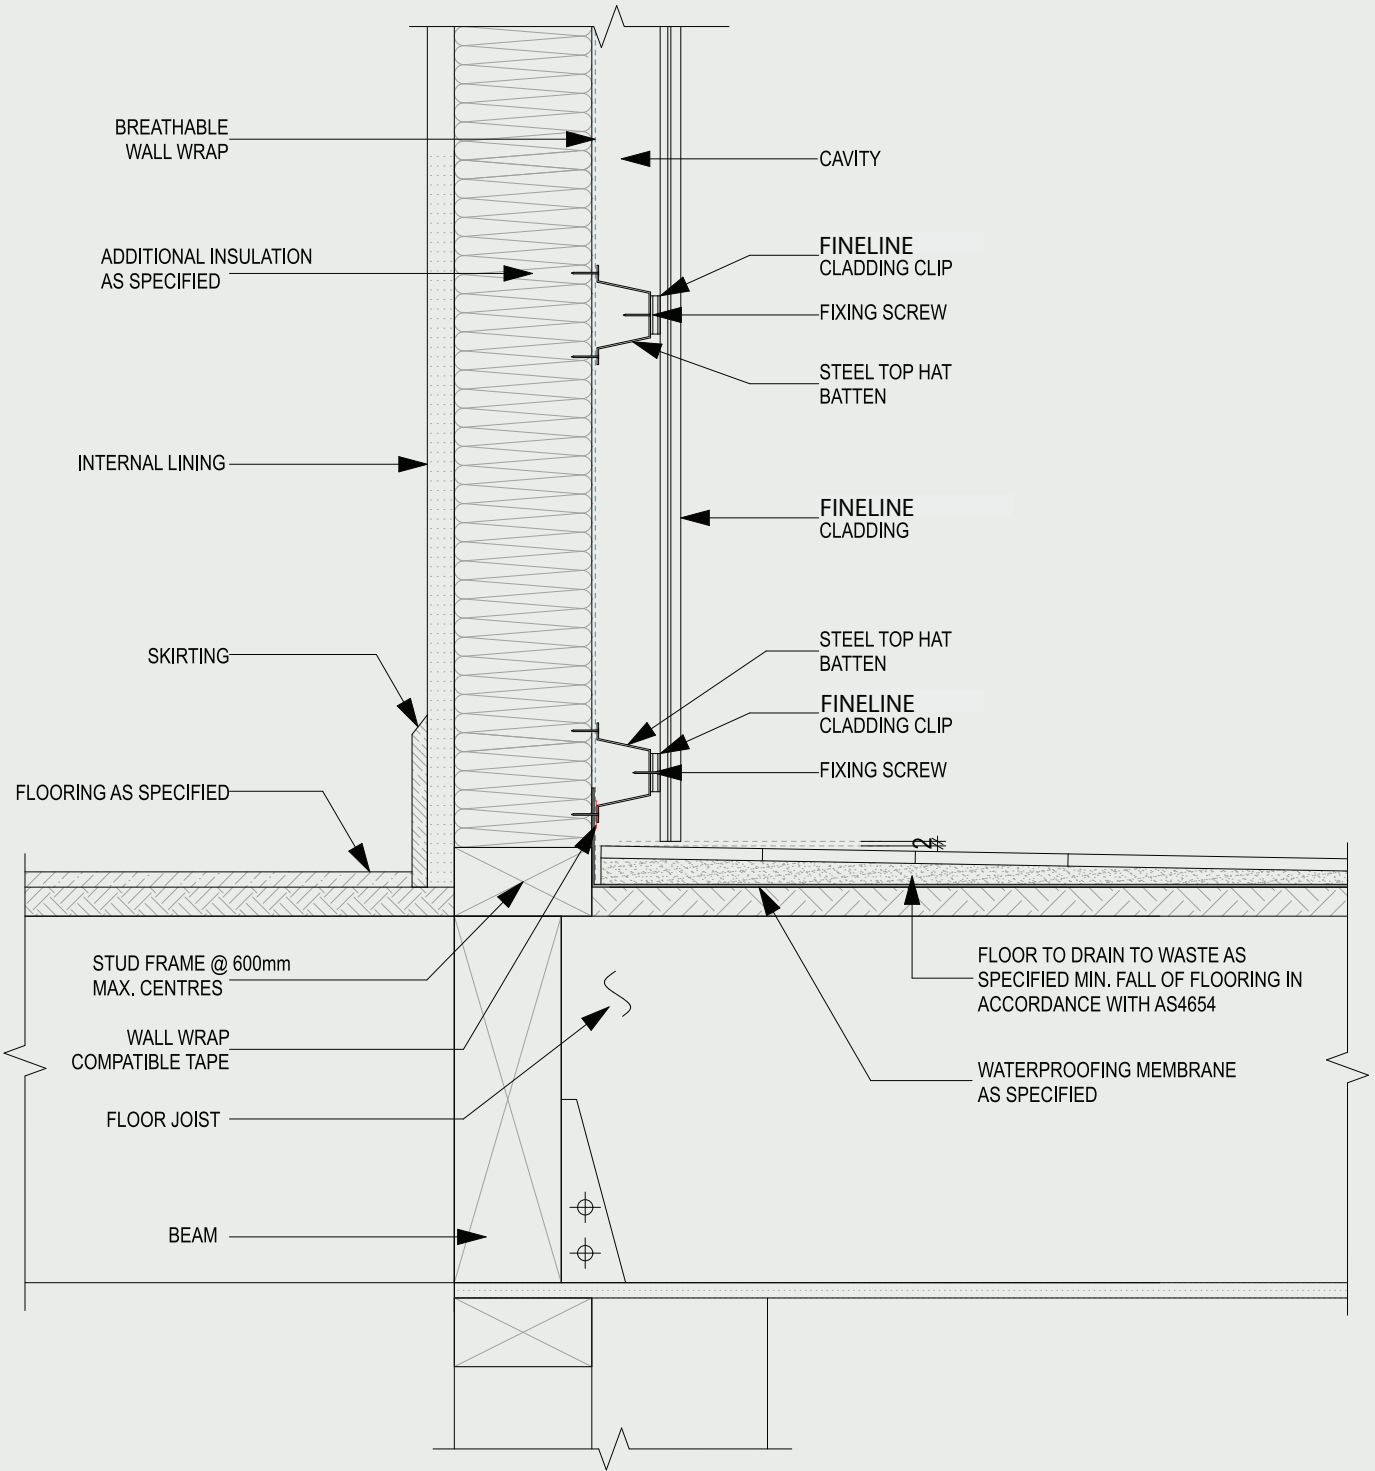 BREATHABLE
WALL WRAP
ADDITIONAL INSULATION
AS SPECIFIED
INTERNAL LINING
SKIRTING
FLOORING AS SPECIFIED
STUD FRAME @ 600mm
MAX. CENTRES
WALL WRAP
COMPATIBLE TAPE
FLOOR JOIST
BEAM
CAVITY
FINELINE
CLADDING CLIP
FIXING SCREW
STEEL TOP HAT
BATTEN
FINELINE
CLADDING
STEEL TOP HAT
BATTEN
FINELINE
CLADDING CLIP
FIXING SCREW
2
FLOOR TO DRAIN TO WASTE AS
SPECIFIED MIN. FALL OF FLOORING IN
ACCORDANCE WITH AS4654
WATERPROOFING MEMBRANE
AS SPECIFIED